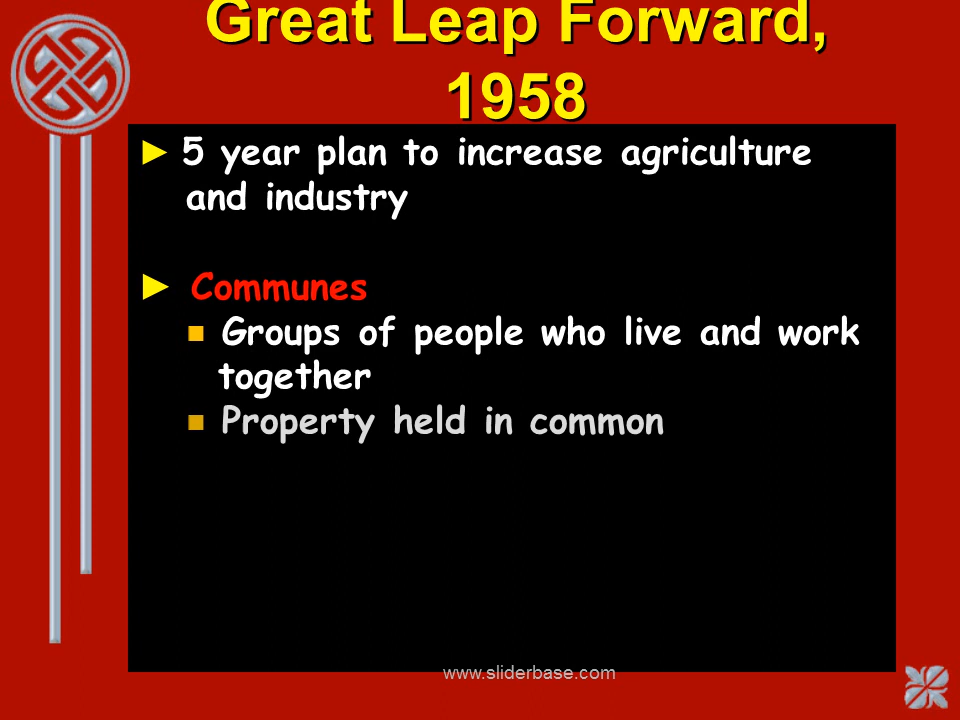 Great Leap Forward,
1958
► 5 year plan to increase agriculture
and industry
► Communes
■ Groups of people who live and work
together
■ Property held in common
www.sliderbase.com